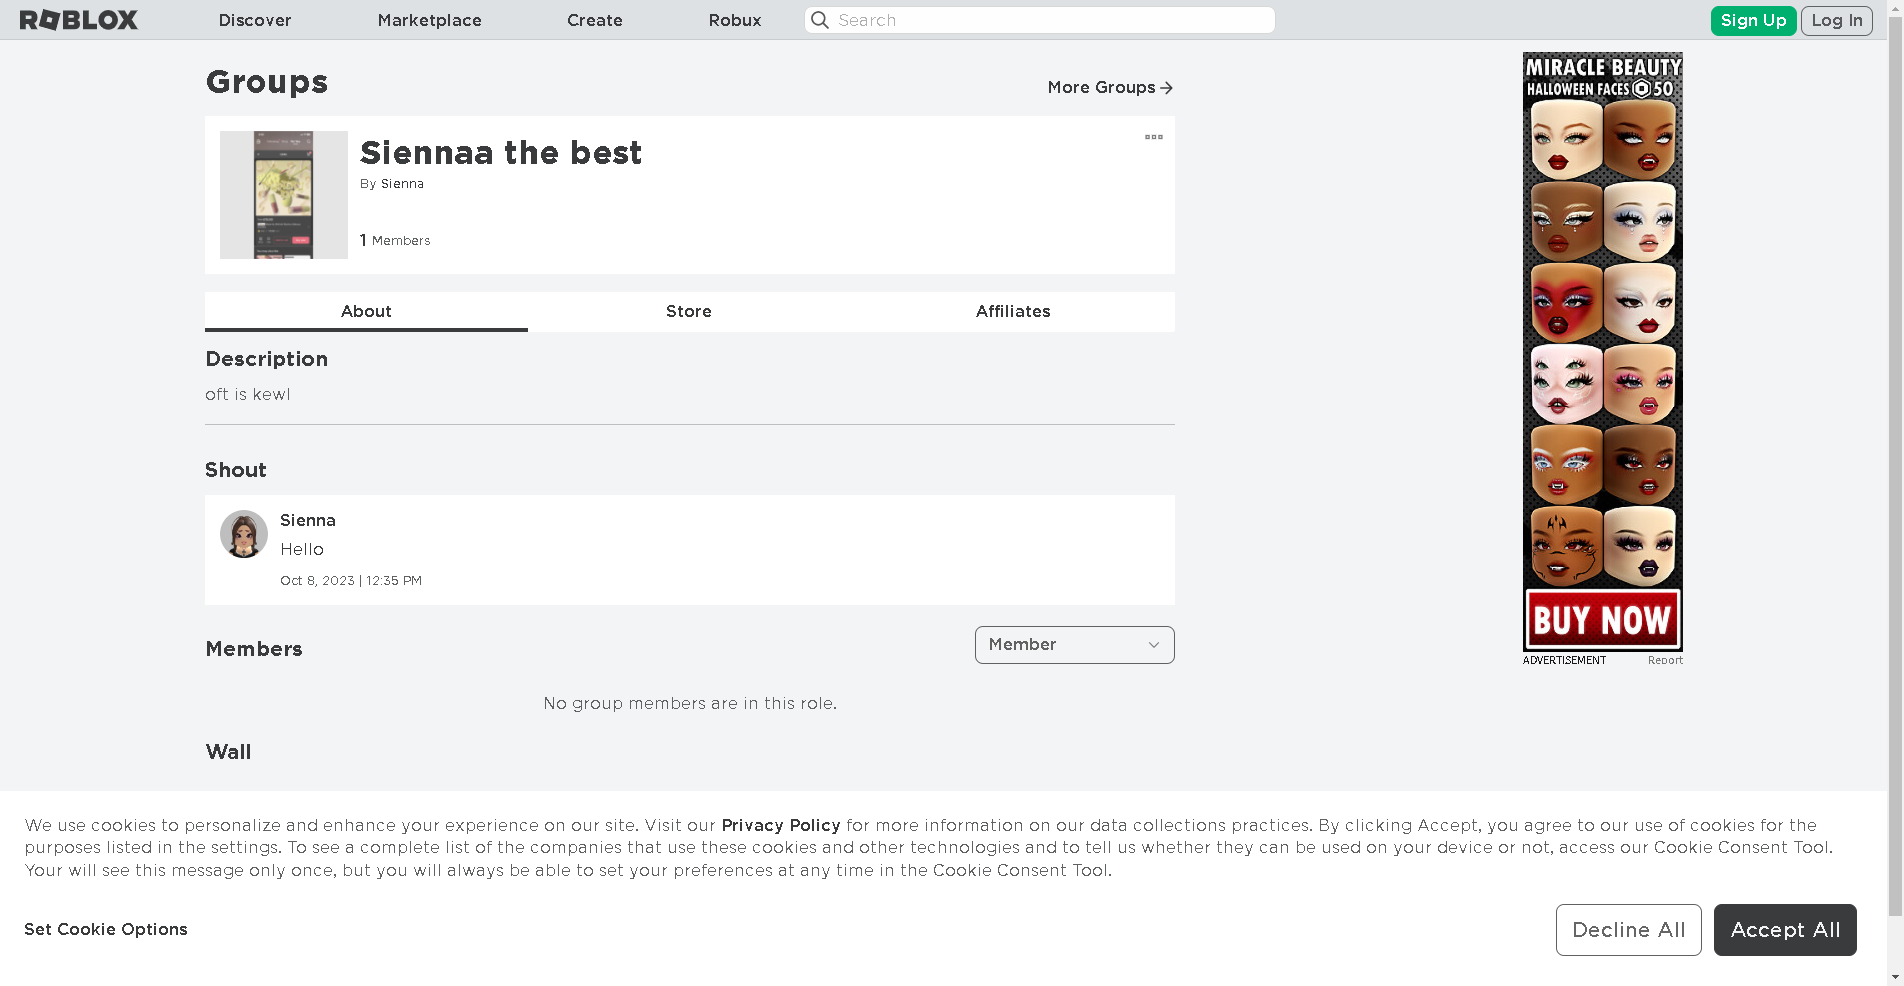 ROBLOX
Discover
Marketplace
Create
Robux
Search
Sign Up
Log In
Groups
More Groups
Siennaa the best
By Sienna
1 Members
About
Store
Affiliates
Description
oft is kewl
Shout
Sienna
Hello
Oct 8, 2023 | 12:35 PM
Members
Member
No group members are in this role.
Wall
MIRACLE BEAUTY
HALLOWEEN FACES 50
BUY NOW
ADVERTISEMENT
Report
We use cookies to personalize and enhance your experience on our site. Visit our Privacy Policy for more information on our data collections practices. By clicking Accept, you agree to our use of cookies for the
purposes listed in the settings. To see a complete list of the companies that use these cookies and other technologies and to tell us whether they can be used on your device or not, access our Cookie Consent Tool.
Your will see this message only once, but you will always be able to set your preferences at any time in the Cookie Consent Tool.
Set Cookie Options
Decline All
Accept All